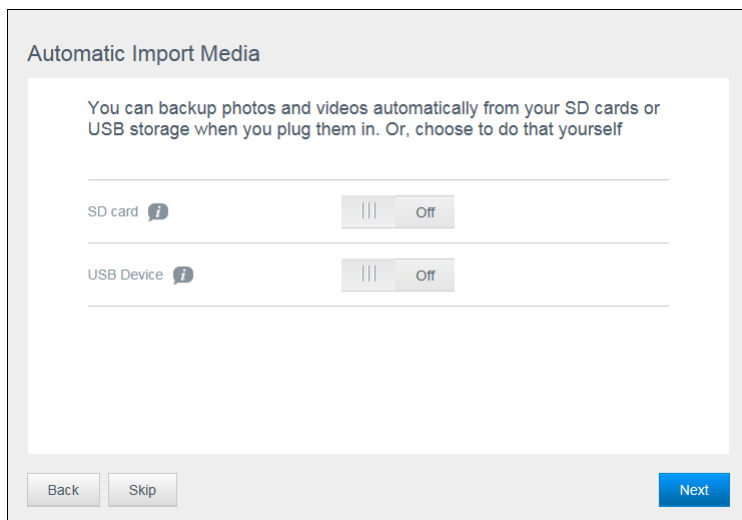 Automatic Import Media
You can backup photos and videos automatically from your SD cards or
USB storage when you plug them in. Or, choose to do that yourself
SD card i Off
USB Device i Off
Back Skip Next